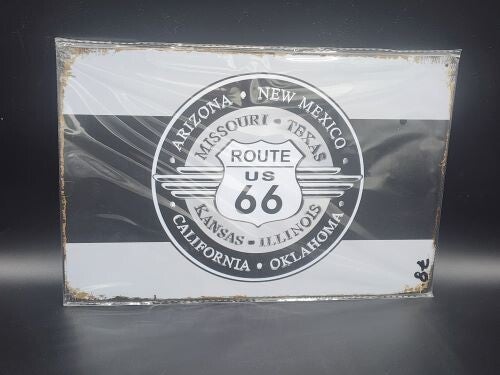 ARIZONA • NEW MEXICO
MISSOURI • TEXAS
ROUTE
US
66
KANSAS • ILLINOIS
CALIFORNIA • OKLAHOMA